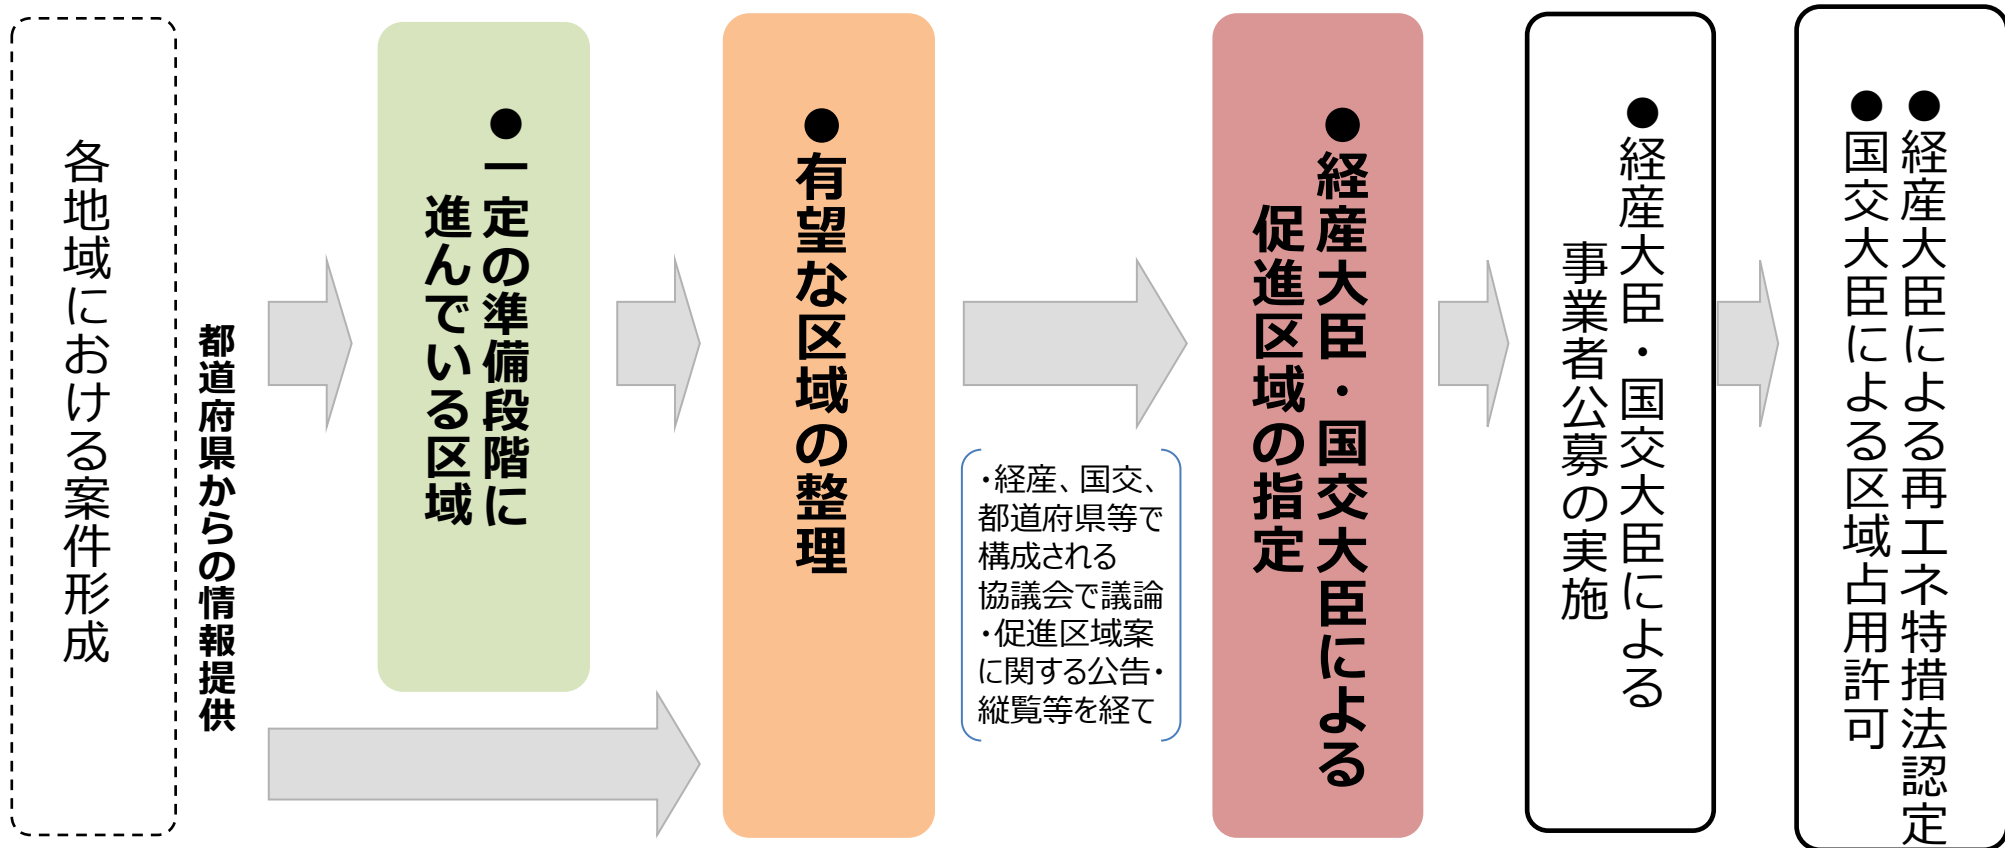 各地域における案件形成
都道府県からの情報提供
●一定の準備段階に
進んでいる区域
●有望な区域の整理
・経産、国交、
都道府県等で
構成される
協議会で議論
・促進区域案
に関する公告・
縦覧等を経て
●経産大臣・国交大臣による
促進区域の指定
●経産大臣・国交大臣による
事業者公募の実施
●経産大臣による再エネ特措法認定
●国交大臣による区域占用許可